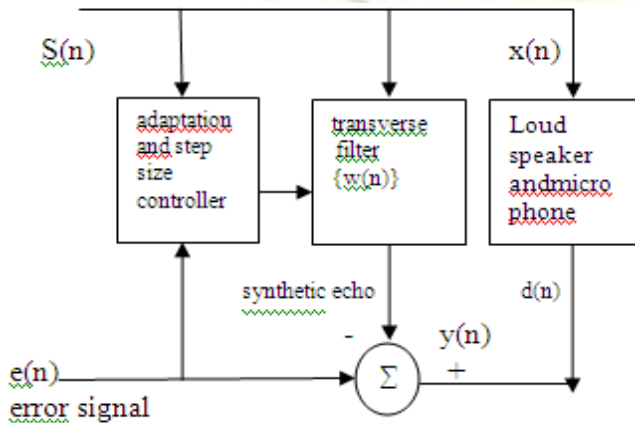 S(n)
x(n)
adaptation
and step
size
controller
transverse
filter
{w(n)}
Loud
speaker
andmicro
phone
synthetic echo
d(n)
-
y(n)
+
Σ
e(n)
error signal